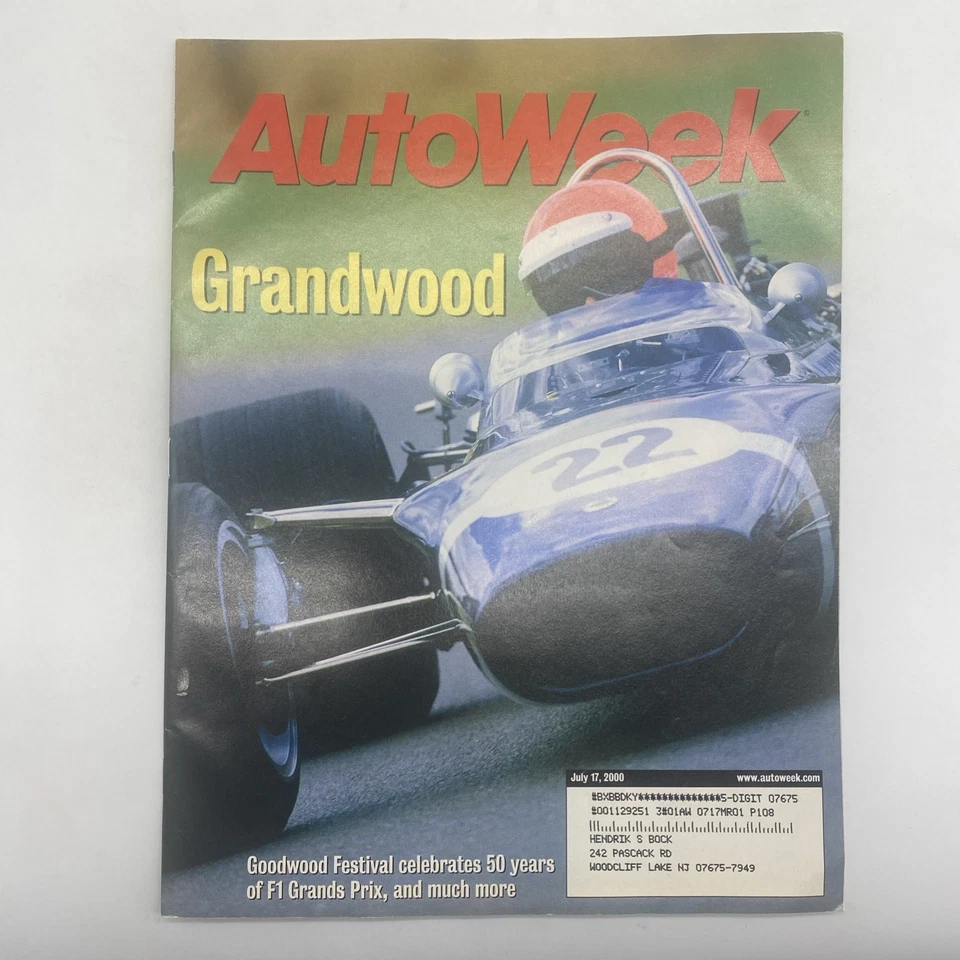 AutoWeek
Grandwood
22
July 17, 2000 www.autoweek.com
#BXBBDKY**************5-DIGIT 07675
#001129251 3#01AW 0717MR01 P108
HENDRIK S BOCK
242 PASCACK RD
WOODCLIFF LAKE NJ 07675-7949
Goodwood Festival celebrates 50 years
of F1 Grands Prix, and much more